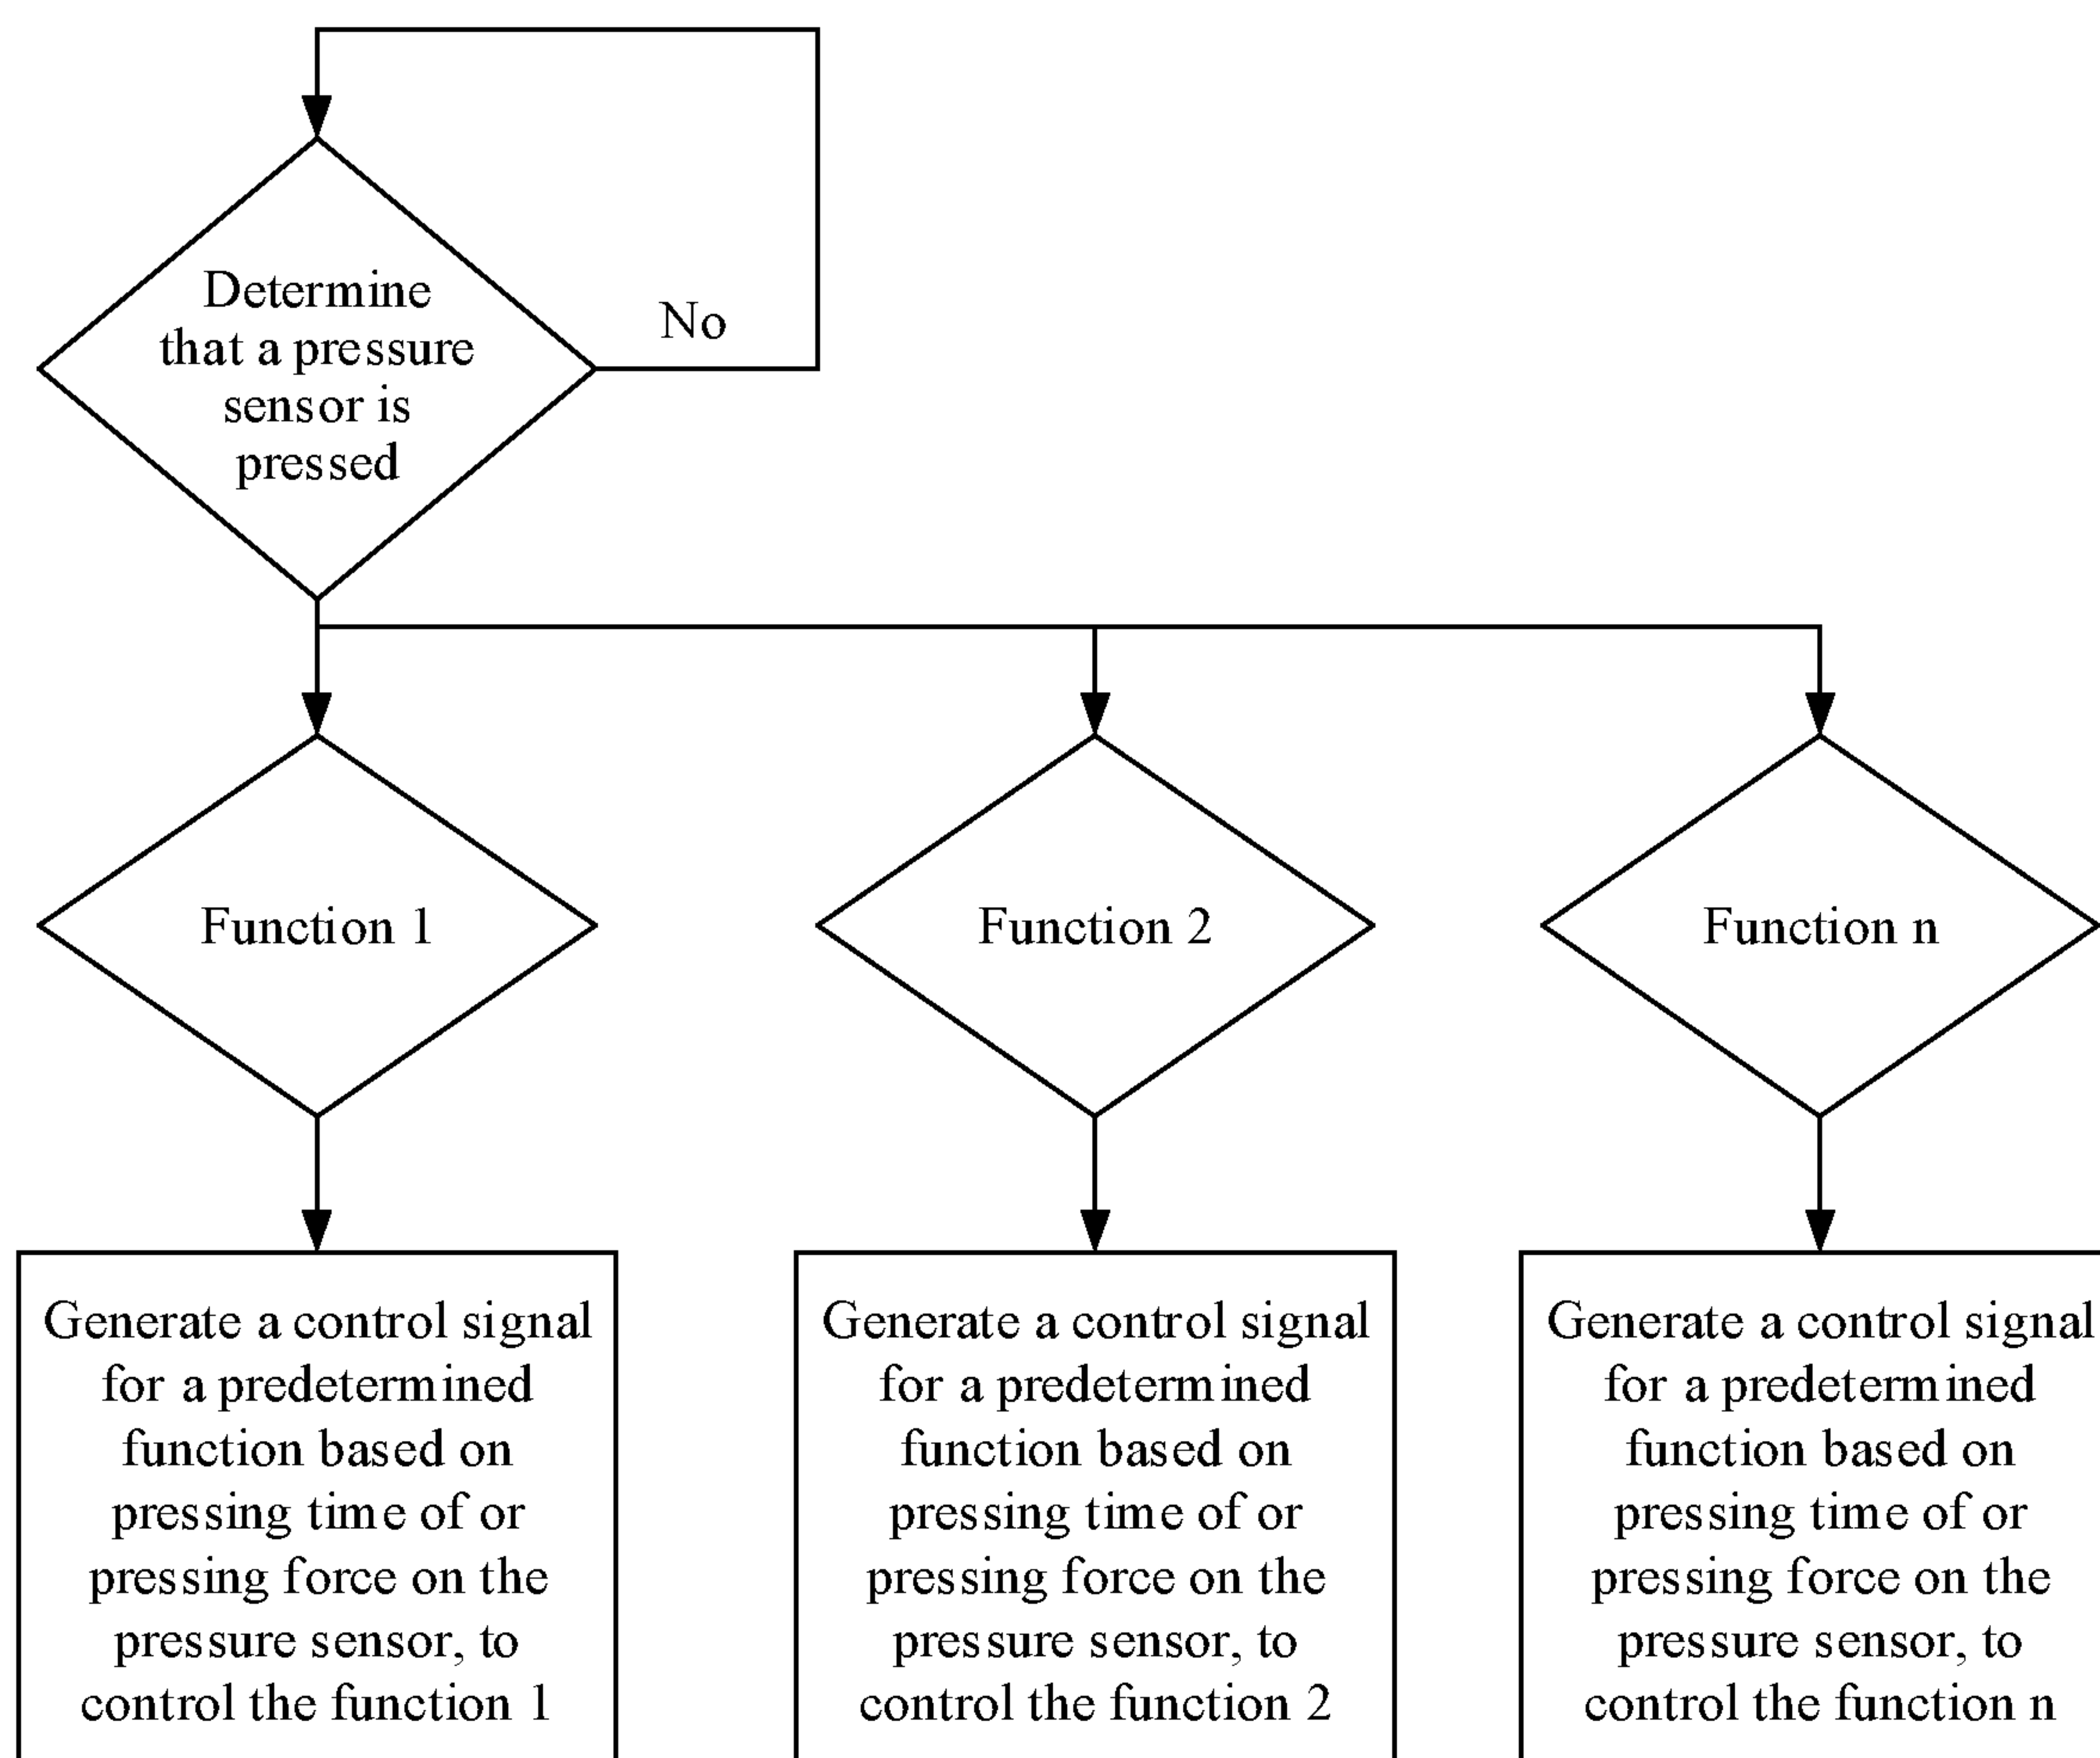 Determine
that a pressure
sensor is
pressed
No
Function 1
Function 2
Function n
Generate a control signal
for a predetermined
function based on
pressing time of or
pressing force on the
pressure sensor, to
control the function 1
Generate a control signal
for a predetermined
function based on
pressing time of or
pressing force on the
pressure sensor, to
control the function 2
Generate a control signal
for a predetermined
function based on
pressing time of or
pressing force on the
pressure sensor, to
control the function n